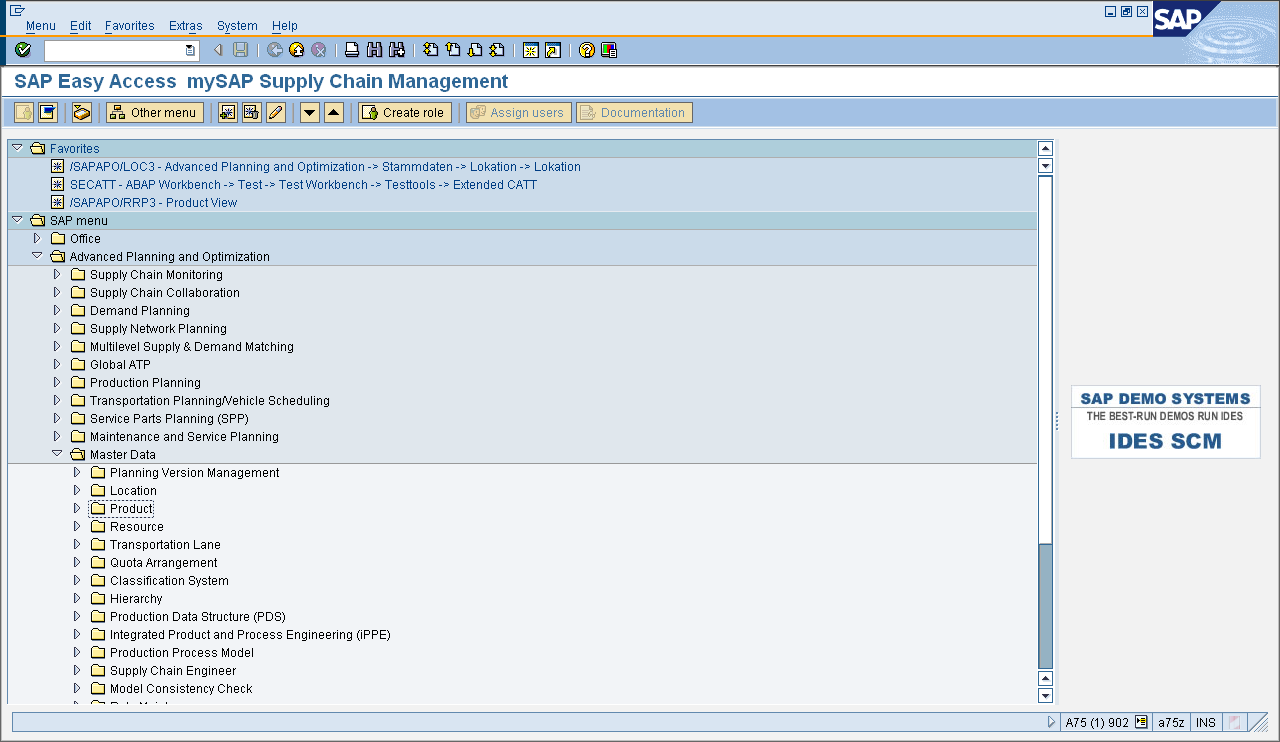 Menu Edit Favorites Extras System Help
SAP
SAP Easy Access mySAP Supply Chain Management
Other menu Create role Assign users Documentation
Favorites
/SAPAPO/LOC3 - Advanced Planning and Optimization -> Stammdaten -> Lokation -> Lokation
SECATT - ABAP Workbench -> Test -> Test Workbench -> Testtools -> Extended CATT
/SAPAPO/RRP3 - Product View
SAP menu
Office
Advanced Planning and Optimization
Supply Chain Monitoring
Supply Chain Collaboration
Demand Planning
Supply Network Planning
Multilevel Supply & Demand Matching
Global ATP
Production Planning
Transportation Planning/Vehicle Scheduling
Service Parts Planning (SPP)
Maintenance and Service Planning
Master Data
Planning Version Management
Location
Product
Resource
Transportation Lane
Quota Arrangement
Classification System
Hierarchy
Production Data Structure (PDS)
Integrated Product and Process Engineering (iPPE)
Production Process Model
Supply Chain Engineer
Model Consistency Check
SAP DEMO SYSTEMS
THE BEST-RUN DEMOS RUN IDES
IDES SCM
A75 (1) 902 a75z INS